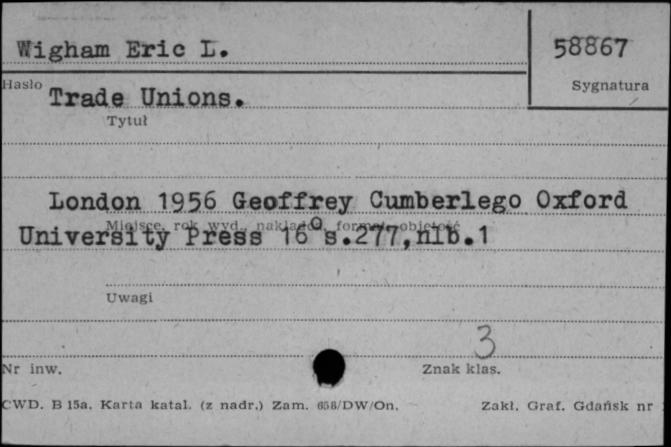 Wigham Eric L.
58867
Hasło
Sygnatura
Trade Unions.
Tytuł
London 1956 Geoffrey Cumberlego Oxford
Miejsce, rok wyd., nakładca, format, objętość
University Press 16° s.277,nlb.1
Uwagi
3
Nr inw.
Znak klas.
CWD. B 15a. Karta katal. (z nadr.) Zam. 658/DW/On.
Zakł. Graf. Gdańsk nr